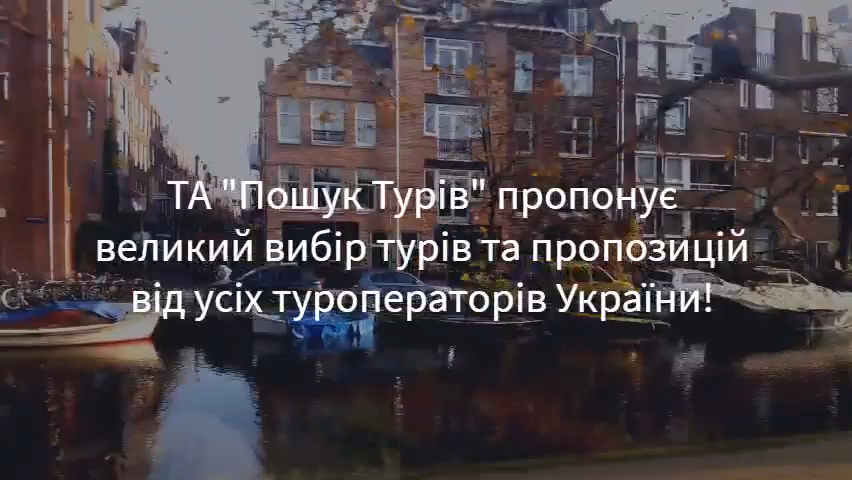 ТА "Пошук Турів" пропонує
великий вибір турів та пропозицій
від усіх туроператорів України!